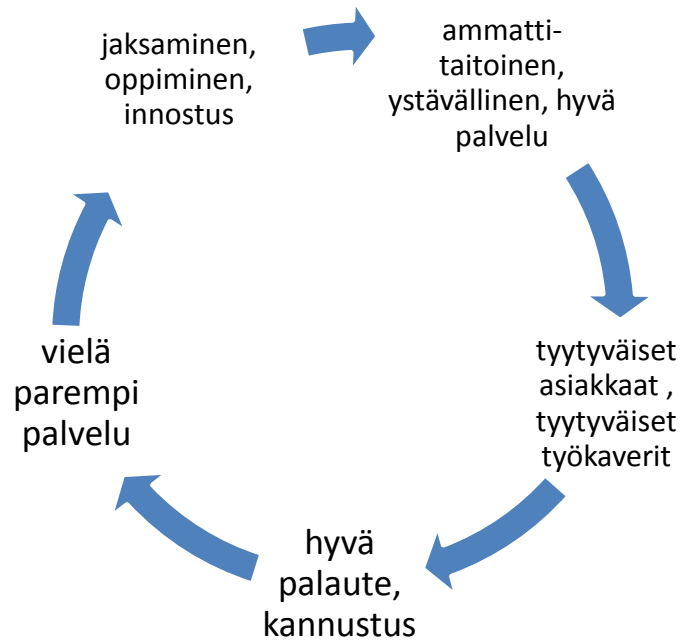 jaksaminen,
oppiminen,
innostus
ammatti-
taitoinen,
ystävällinen, hyvä
palvelu
tyytyväiset
asiakkaat ,
tyytyväiset
työkaverit
hyvä
palaute,
kannustus
vielä
parempi
palvelu